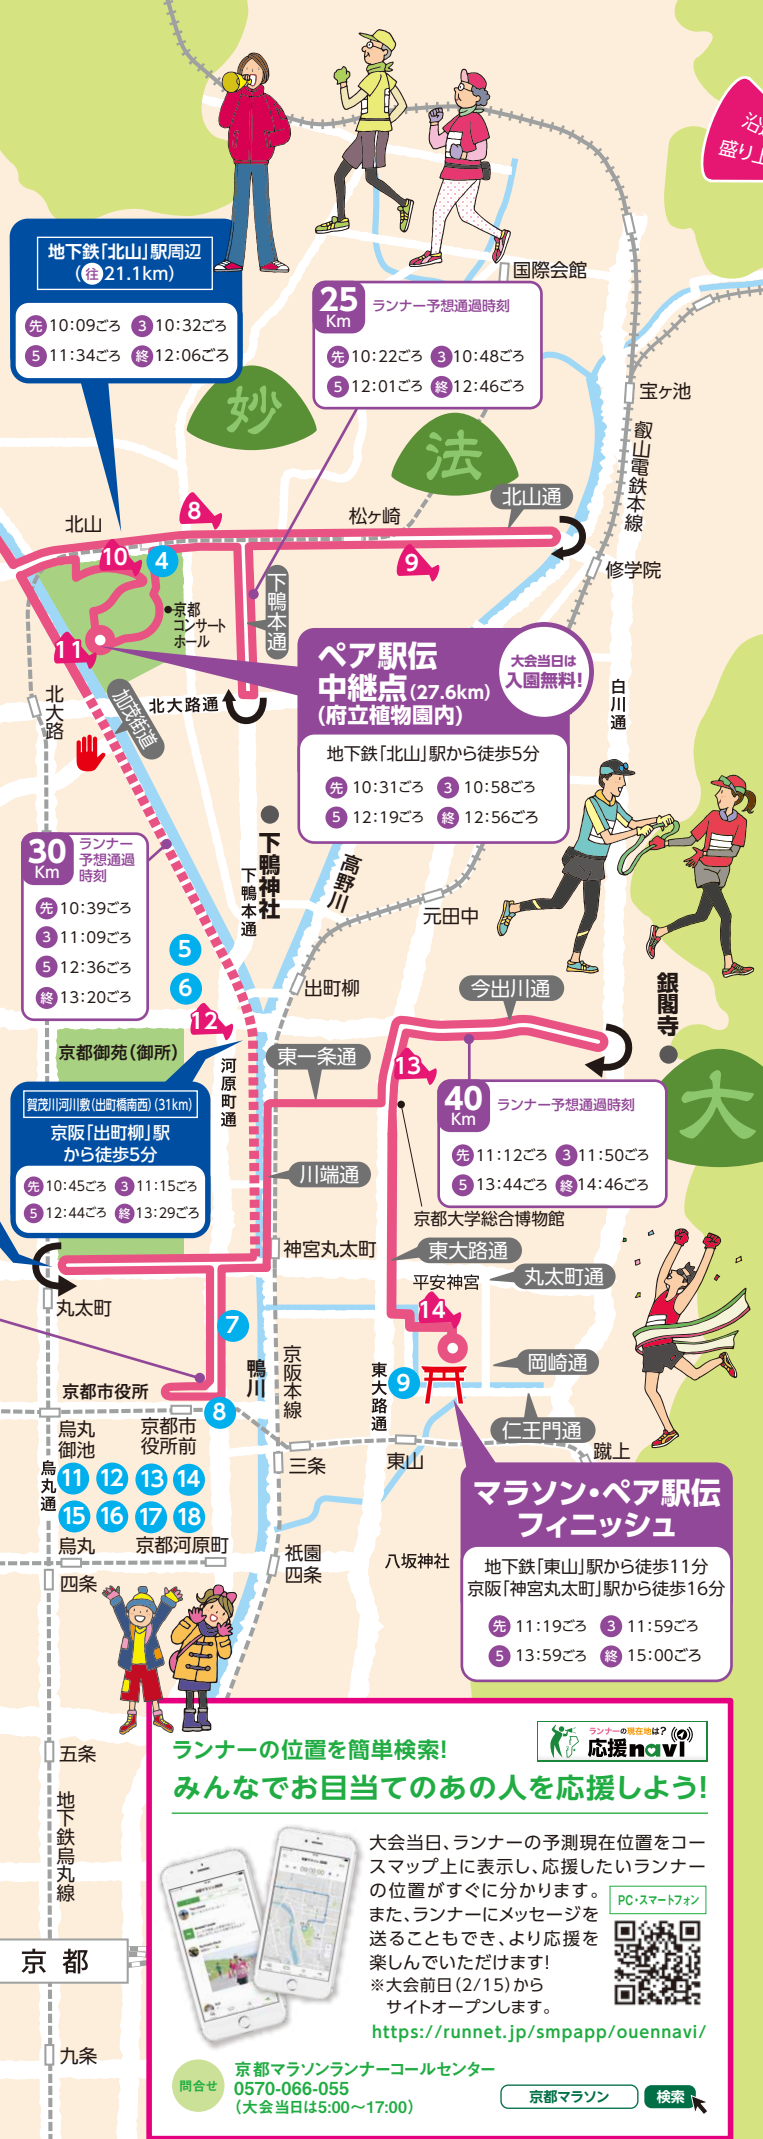 沿
盛り上
地下鉄「北山」駅周辺
(往21.1km)
先 10:09ごろ 3 10:32ごろ
5 11:34ごろ 終 12:06ごろ
国際会館
25 Km ランナー予想通過時刻
先 10:22ごろ 3 10:48ごろ
5 12:01ごろ 終 12:46ごろ
妙
法
宝ヶ池
叡山電鉄本線
北山
8
松ヶ崎
北山通
10
4
9
修学院
京都
コンサート
ホール
下鴨本通
11
北大路
加茂街道
北大路通
白川通
ペア駅伝
中継点(27.6km)
(府立植物園内)
大会当日は
入園無料!
地下鉄「北山」駅から徒歩5分
先 10:31ごろ 3 10:58ごろ
5 12:19ごろ 終 12:56ごろ
下鴨神社
下鴨本通
高野川
元田中
30 Km
ランナー
予想通過
時刻
先 10:39ごろ
3 11:09ごろ
5 12:36ごろ
終 13:20ごろ
5
6
12
出町柳
今出川通
銀閣寺
京都御苑(御所)
河原町通
東一条通
13
大
賀茂川河川敷(出町橋南西)(31km)
京阪「出町柳」駅
から徒歩5分
先 10:45ごろ 3 11:15ごろ
5 12:44ごろ 終 13:29ごろ
40 Km ランナー予想通過時刻
先 11:12ごろ 3 11:50ごろ
5 13:44ごろ 終 14:46ごろ
川端通
京都大学総合博物館
神宮丸太町
東大路通
平安神宮
丸太町通
丸太町
14
7
鴨川
京阪本線
東大路通
9
岡崎通
京都市役所
8
仁王門通
烏丸
御池
京都市
役所前
三条
東山
蹴上
烏丸通
11 12 13 14
15 16 17 18
烏丸
京都河原町
四条
祇園
四条
八坂神社
マラソン・ペア駅伝
フィニッシュ
地下鉄「東山」駅から徒歩11分
京阪「神宮丸太町」駅から徒歩16分
先 11:19ごろ 3 11:59ごろ
5 13:59ごろ 終 15:00ごろ
五条
地下鉄烏丸線
京都
九条
ランナーの位置を簡単検索!
ランナーの現在地は?
応援navi
みんなでお目当てのあの人を応援しよう!
大会当日、ランナーの予測現在位置をコー
スマップ上に表示し、応援したいランナー
の位置がすぐに分かります。
また、ランナーにメッセージを
送ることもでき、より応援を
楽しんでいただけます!
※大会前日(2/15)から
サイトオープンします。
PC・スマートフォン
https://runnet.jp/smpapp/ouennavi/
問合せ
京都マラソンランナーコールセンター
0570-066-055
(大会当日は5:00〜17:00)
京都マラソン 検索